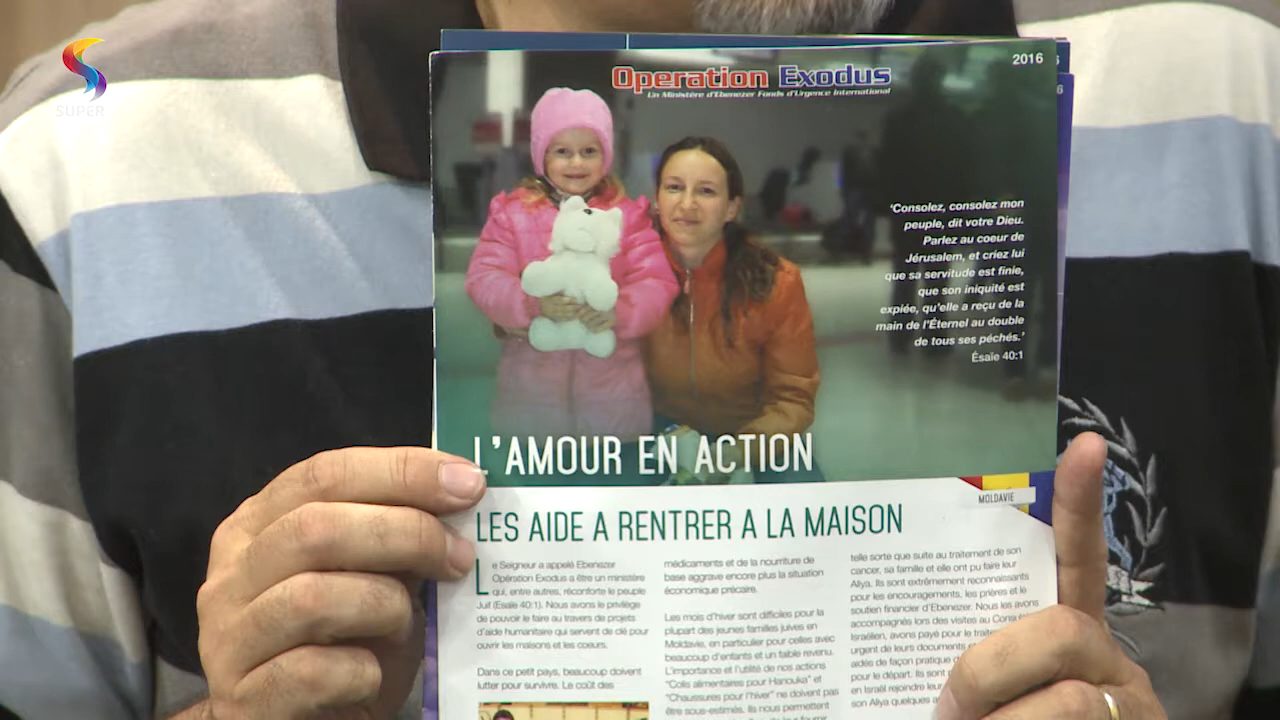 SUPER
2016
Operation Exodus
Un Ministère d'Ebenezer Fonds d'Urgence International
'Consolez, consolez mon
peuple, dit votre Dieu.
Parlez au coeur de
Jérusalem, et criez lui
que sa servitude est finie,
que son iniquité est
expiée, qu'elle a reçu de la
main de l'Éternel au double
de tous ses péchés.'
Ésaïe 40:1
L'AMOUR EN ACTION
MOLDAVIE
LES AIDE A RENTRER A LA MAISON
Le Seigneur a appelé Ebenezer
Opération Exodus a être un ministère
qui, entre autres, réconforte le peuple
Juif (Esaïe 40:1). Nous avons le privilège
de pouvoir le faire au travers de projets
d'aide humanitaire qui servent de clé pour
ouvrir les maisons et les coeurs.
Dans ce petit pays, beaucoup doivent
lutter pour survivre. Le coût des
médicaments et de la nourriture de
base aggrave encore plus la situation
économique précaire.
Les mois d'hiver sont difficiles pour la
plupart des jeunes familles juives en
Moldavie, en particulier pour celles avec
beaucoup d'enfants et un faible revenu.
L'importance et l'utilité de nos actions
"Colis alimentaires pour Hanouka" et
"Chaussures pour l'hiver" ne doivent pas
être sous-estimés. Ils nous permettent
telle sorte que suite au traitement de son
cancer, sa famille et elle ont pu faire leur
Aliya. Ils sont extrêmement reconnaissants
pour les encouragements, les prières et le
soutien financier d'Ebenezer. Nous les avons
accompagnés lors des visites au
Israélien, avons payé pour le
urgent de leurs documents
aidés de façon pratique
pour le départ. Ils sont
en Israël rejoindre leur
son Aliya quelques